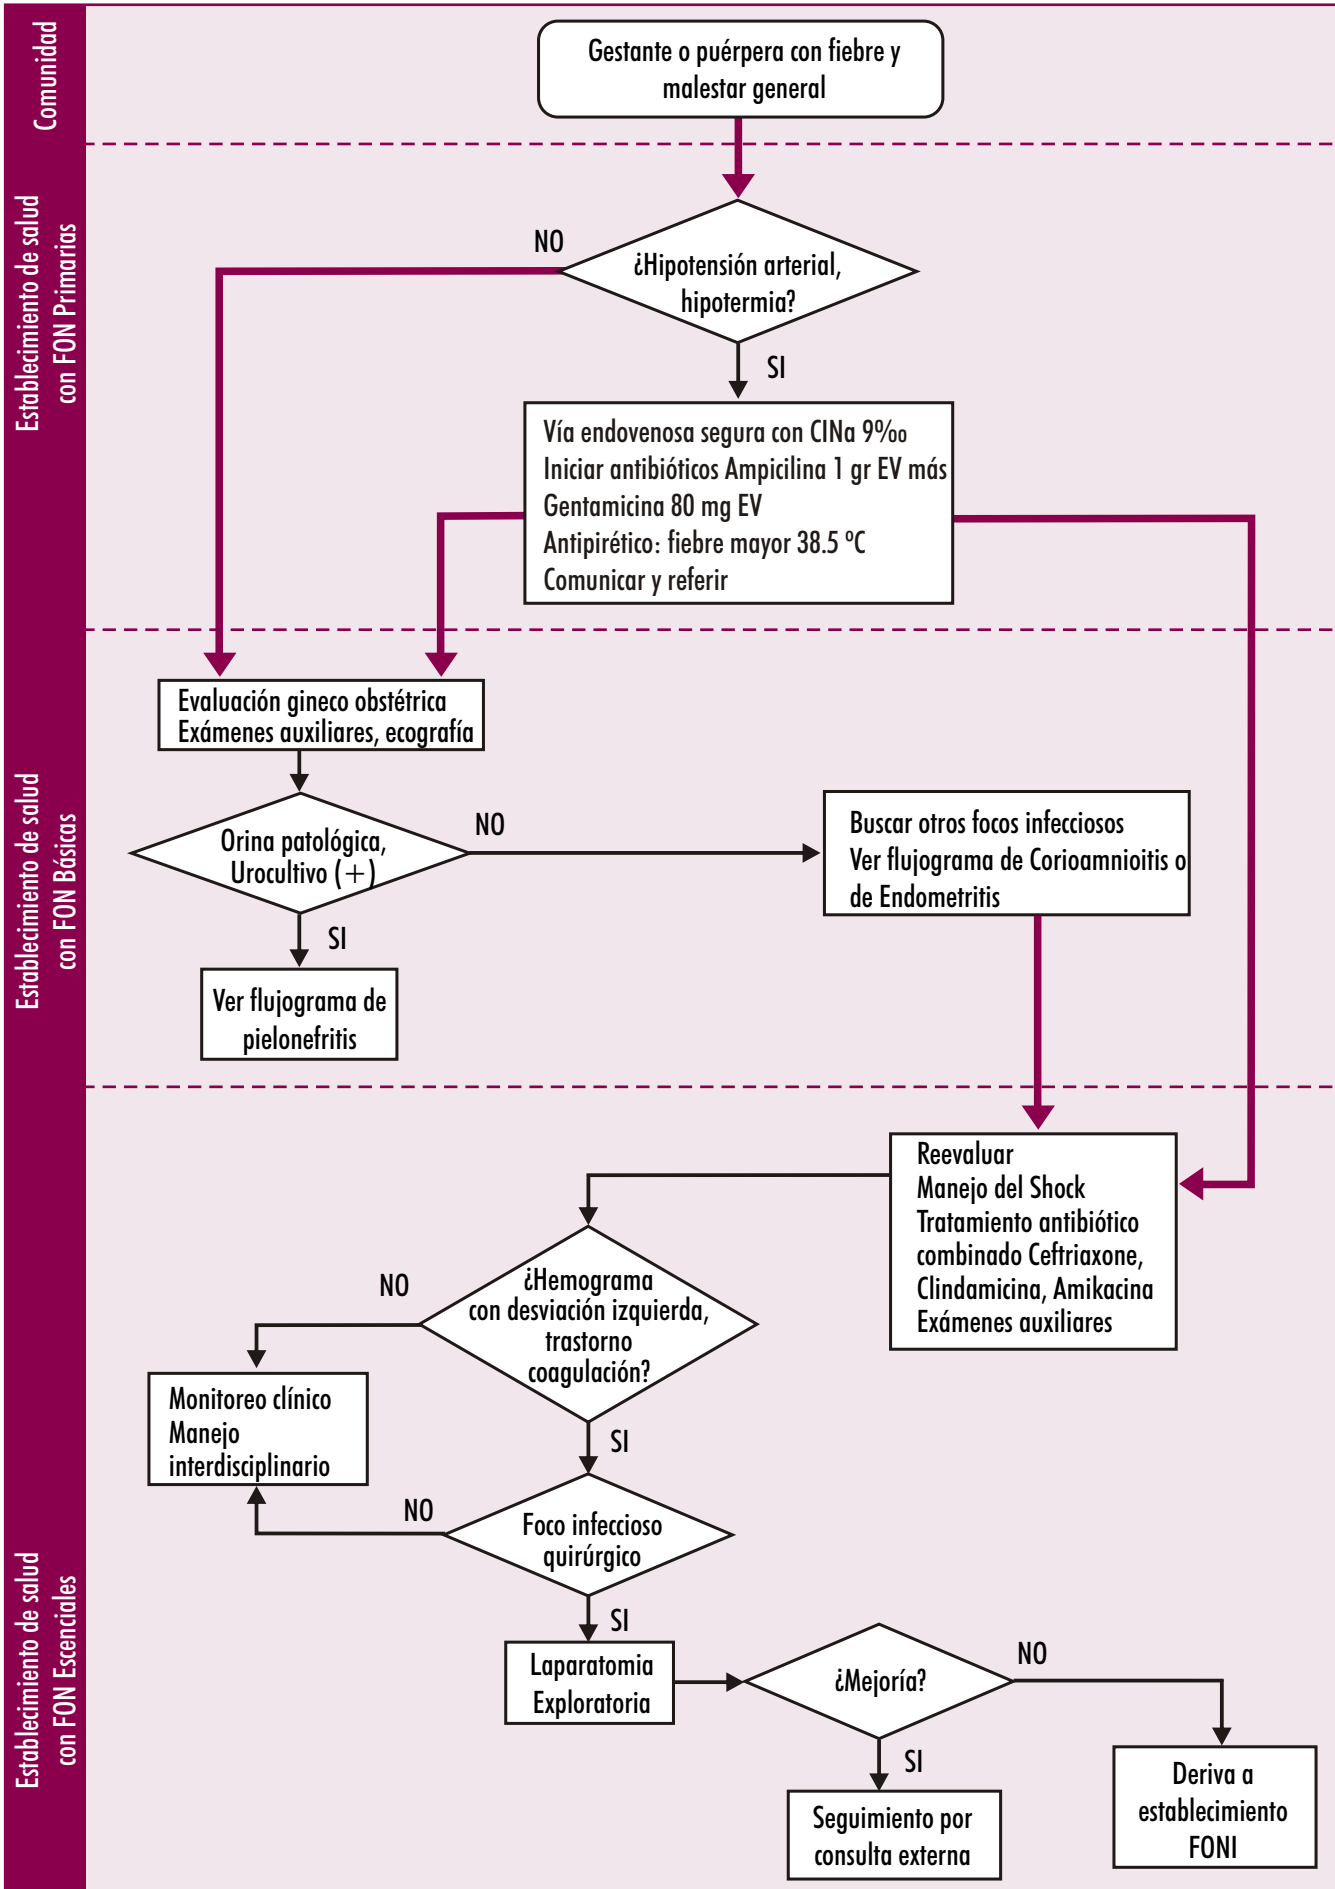 Comunidad
Gestante o puérpera con fiebre y
malestar general
Establecimiento de salud
con FON Primarias
NO
¿Hipotensión arterial,
hipotermia?
SI
Vía endovenosa segura con ClNa 9‰
Iniciar antibióticos Ampicilina 1 gr EV más
Gentamicina 80 mg EV
Antipirético: fiebre mayor 38.5 ºC
Comunicar y referir
Establecimiento de salud
con FON Básicas
Evaluación gineco obstétrica
Exámenes auxiliares, ecografía
Orina patológica,
Urocultivo (+)
NO
SI
Buscar otros focos infecciosos
Ver flujograma de Corioamnioitis o
de Endometritis
Ver flujograma de
pielonefritis
Establecimiento de salud
con FON Escenciales
Reevaluar
Manejo del Shock
Tratamiento antibiótico
combinado Ceftriaxone,
Clindamicina, Amikacina
Exámenes auxiliares
NO
¿Hemograma
con desviación izquierda,
trastorno
coagulación?
SI
Monitoreo clínico
Manejo
interdisciplinario
NO
Foco infeccioso
quirúrgico
SI
Laparatomia
Exploratoria
¿Mejoría?
NO
SI
Seguimiento por
consulta externa
Deriva a
establecimiento
FONI